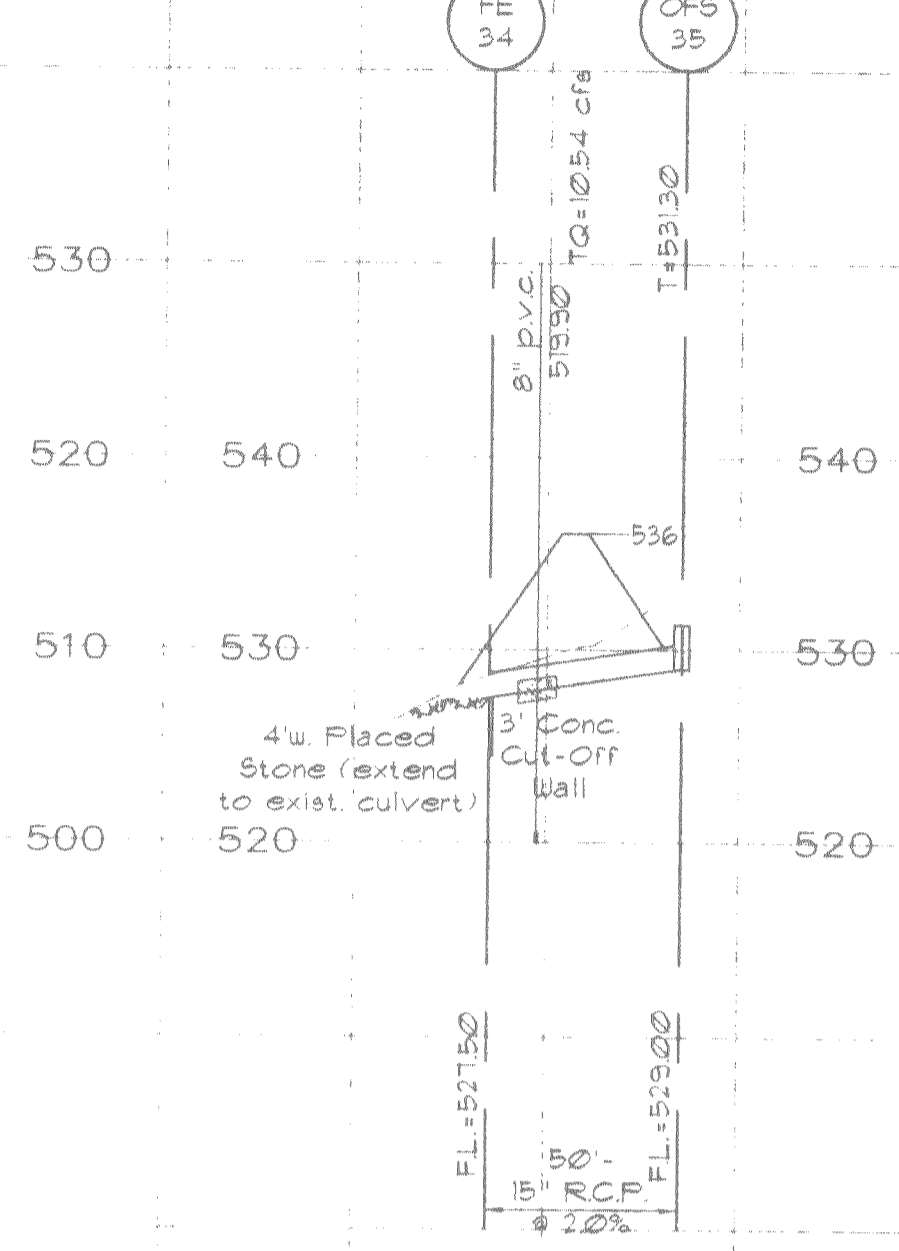 TE
34
OFS
35
TQ=10.54 cfs
T=531.30
530
8" p.v.c.
519.90
520
540
540
536
510
530
530
4'w. Placed
Stone (extend
to exist. culvert)
3' Conc.
Cut-Off
Wall
500
520
520
F.L.=527.50
F.L.=529.00
50'-
15" R.C.P.
@ 2.0%